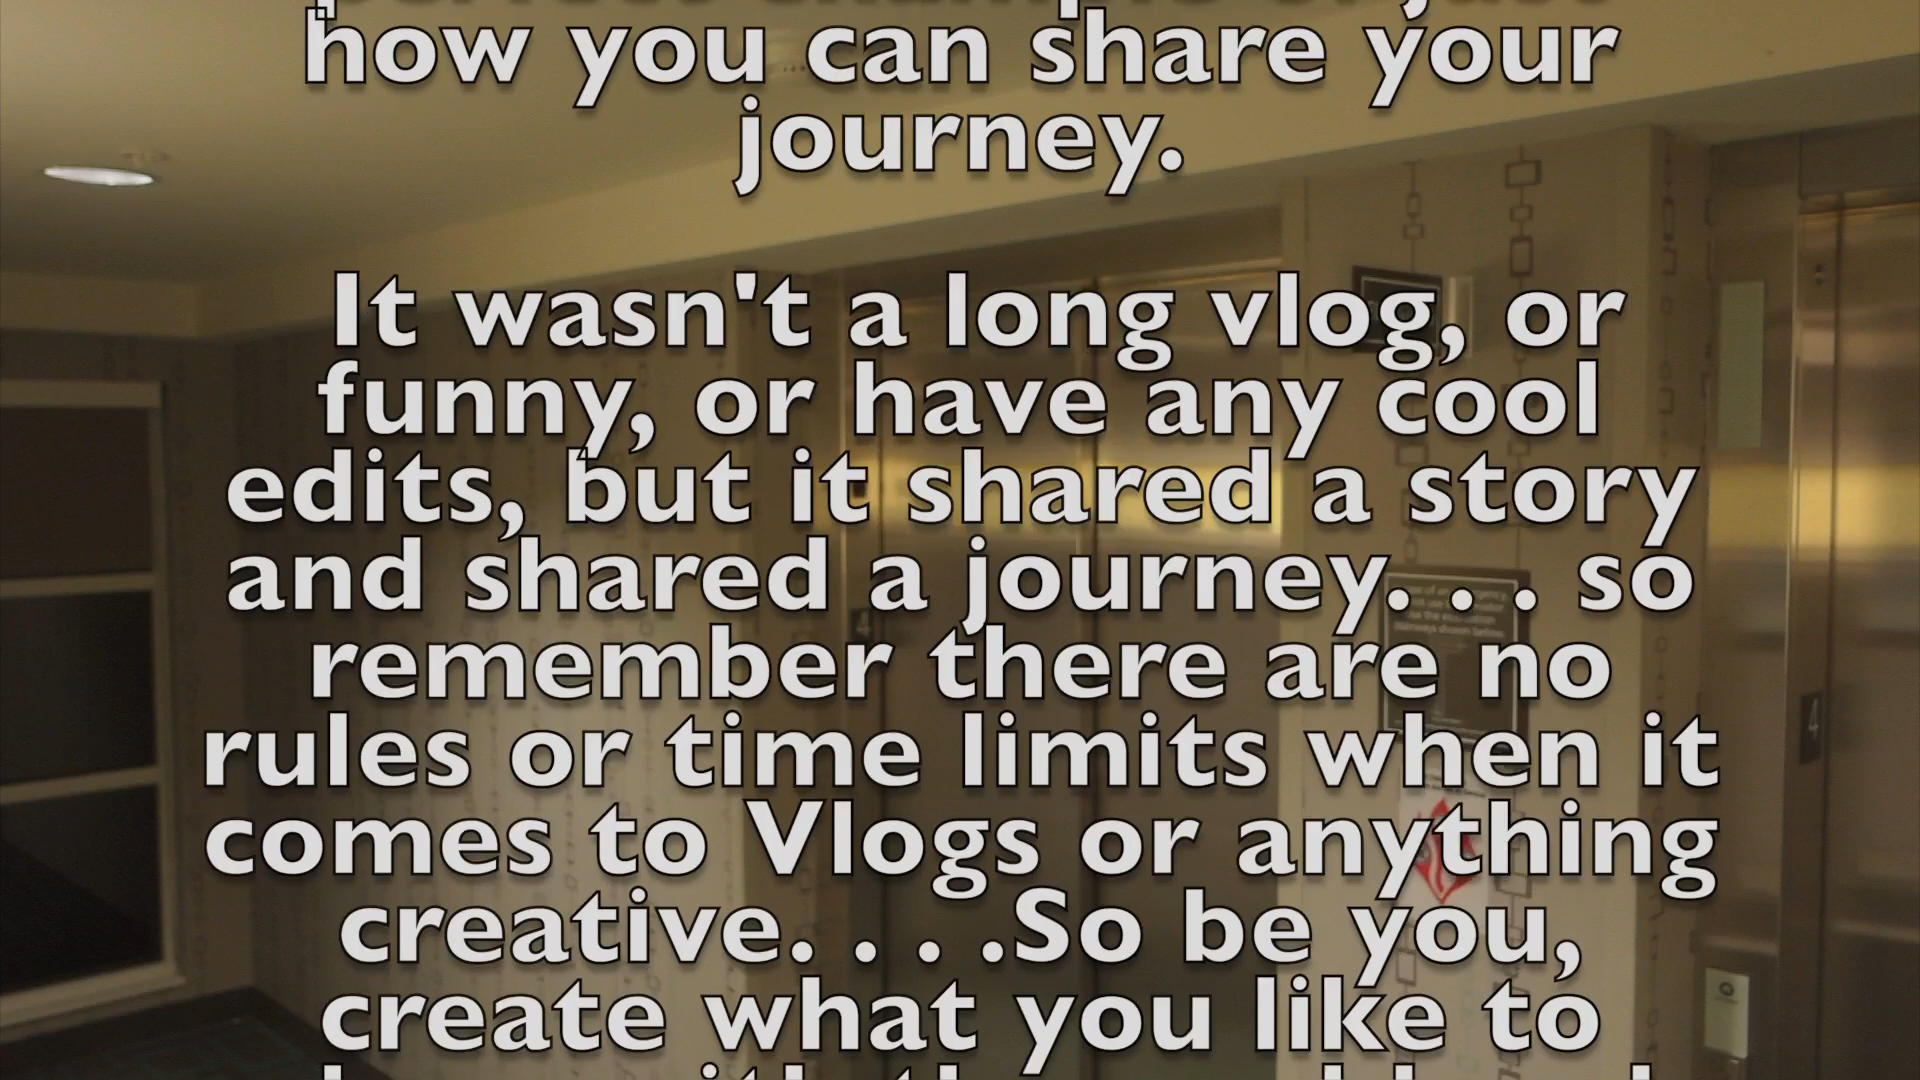 how you can share your
journey.
It wasn't a long vlog, or
funny, or have any cool
edits, but it shared a story
and shared a journey. . . so
remember there are no
rules or time limits when it
comes to Vlogs or anything
creative. . . .So be you,
create what you like to
4
4